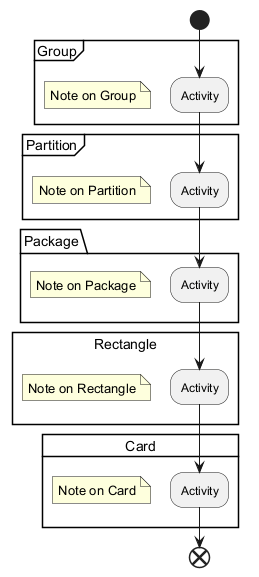 Group
Note on Group
Activity
Partition
Note on Partition
Activity
Package
Note on Package
Activity
Rectangle
Note on Rectangle
Activity
Card
Note on Card
Activity